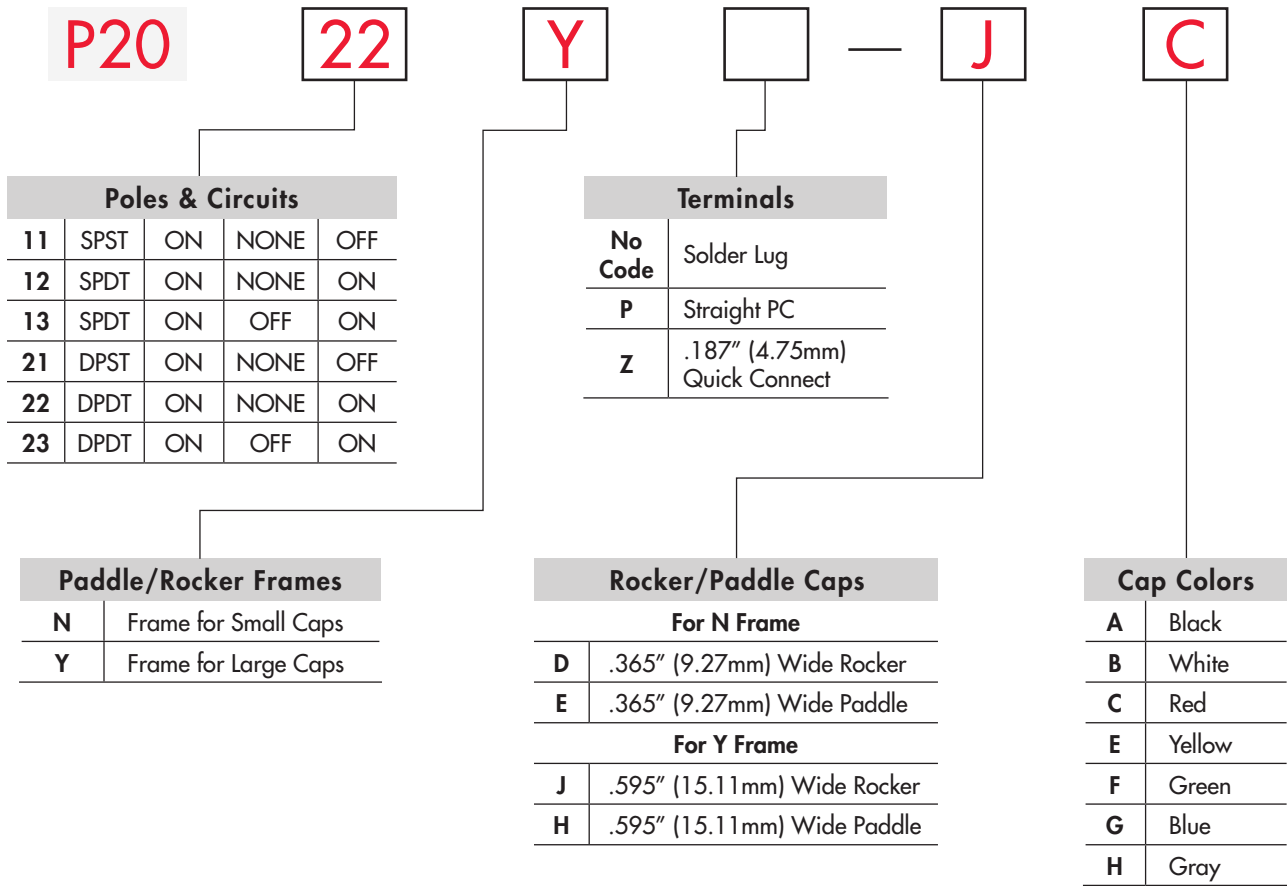 P20 22 Y — J C
Poles & Circuits
11 SPST ON NONE OFF
12 SPDT ON NONE ON
13 SPDT ON OFF ON
21 DPST ON NONE OFF
22 DPDT ON NONE ON
23 DPDT ON OFF ON
Terminals
No Code Solder Lug
P Straight PC
Z .187” (4.75mm)
Quick Connect
Paddle/Rocker Frames
N Frame for Small Caps
Y Frame for Large Caps
Rocker/Paddle Caps
For N Frame
D .365” (9.27mm) Wide Rocker
E .365” (9.27mm) Wide Paddle
For Y Frame
J .595” (15.11mm) Wide Rocker
H .595” (15.11mm) Wide Paddle
Cap Colors
A Black
B White
C Red
E Yellow
F Green
G Blue
H Gray